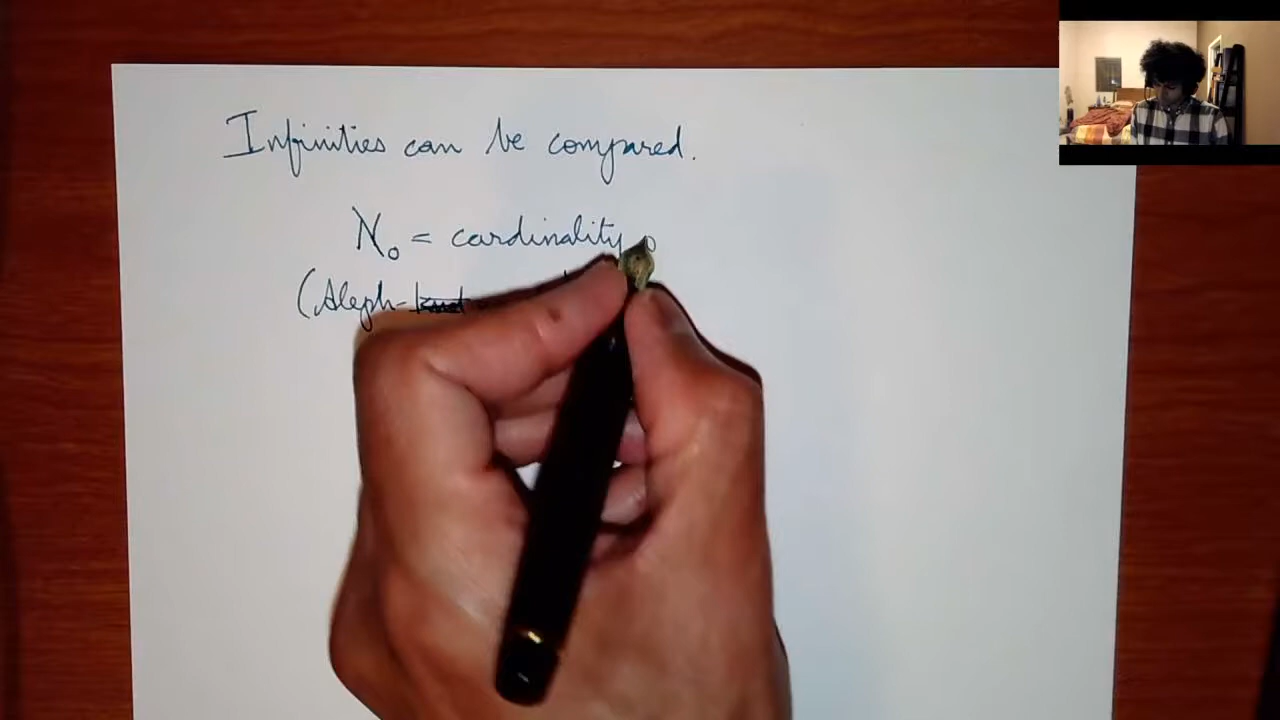 Infinities can be compared.
ℵ₀ = cardinality o
(Aleph-